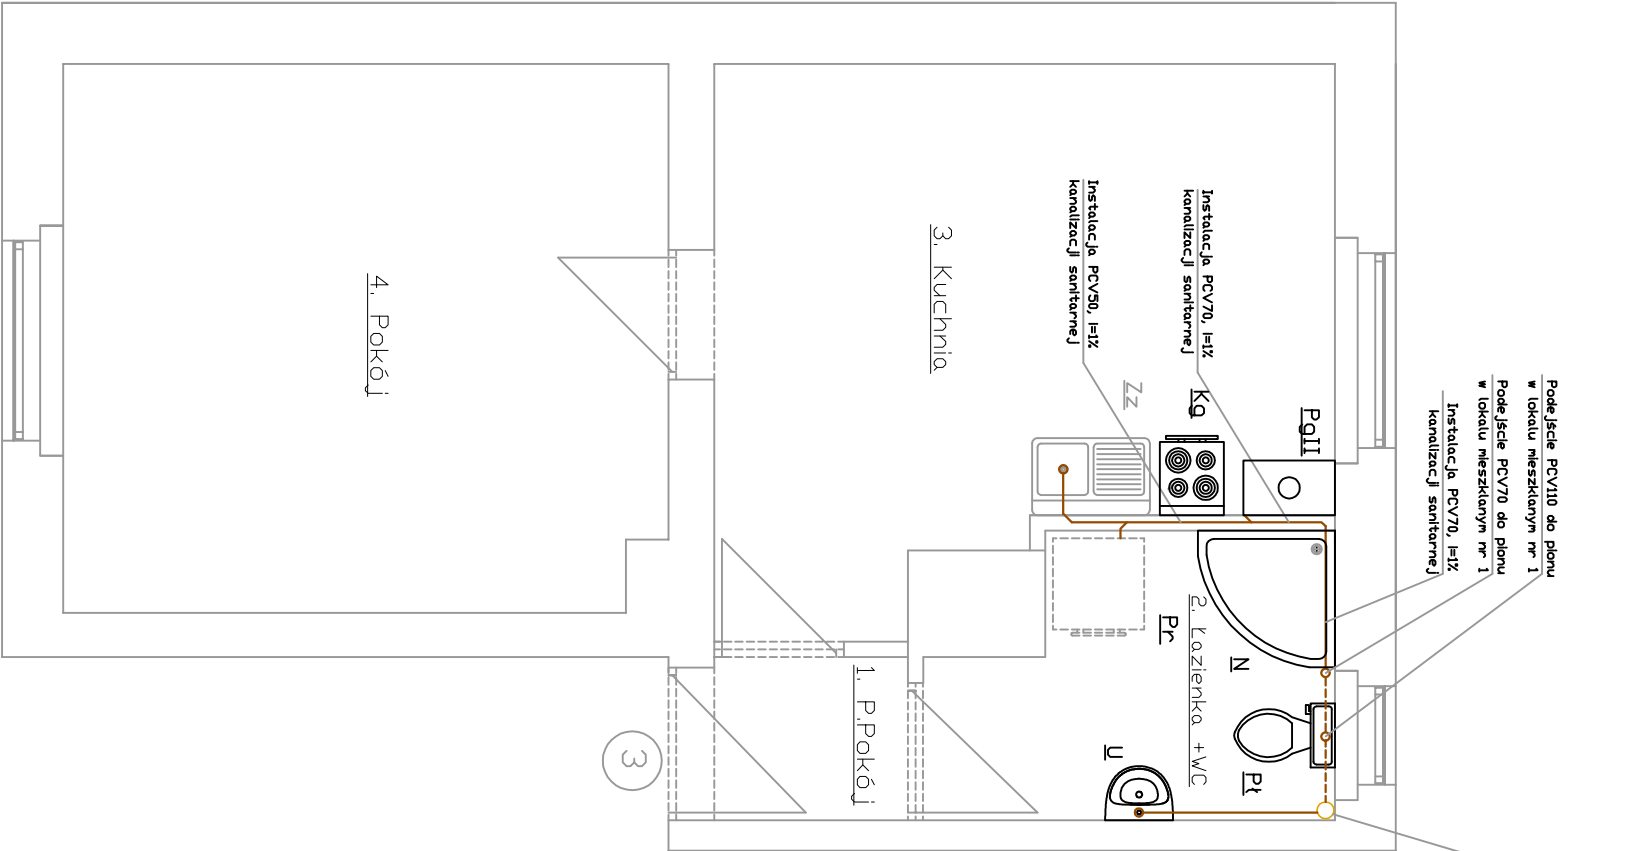 Podejście PCV110 do pionu
w lokalu mieszklanym nr 1
Podejście PCV70 do pionu
w lokalu mieszklanym nr 1
Instalacja PCV70, i=1%
kanalizacji sanitarnej
Instalacja PCV70, i=1%
kanalizacji sanitarnej
Instalacja PCV50, i=1%
kanalizacji sanitarnej
PgII
Kg
Zz
3. Kuchnia
4. Pokój
Pr
2. Łazienka +WC
N
Pł
U
1. P.Pokój
3